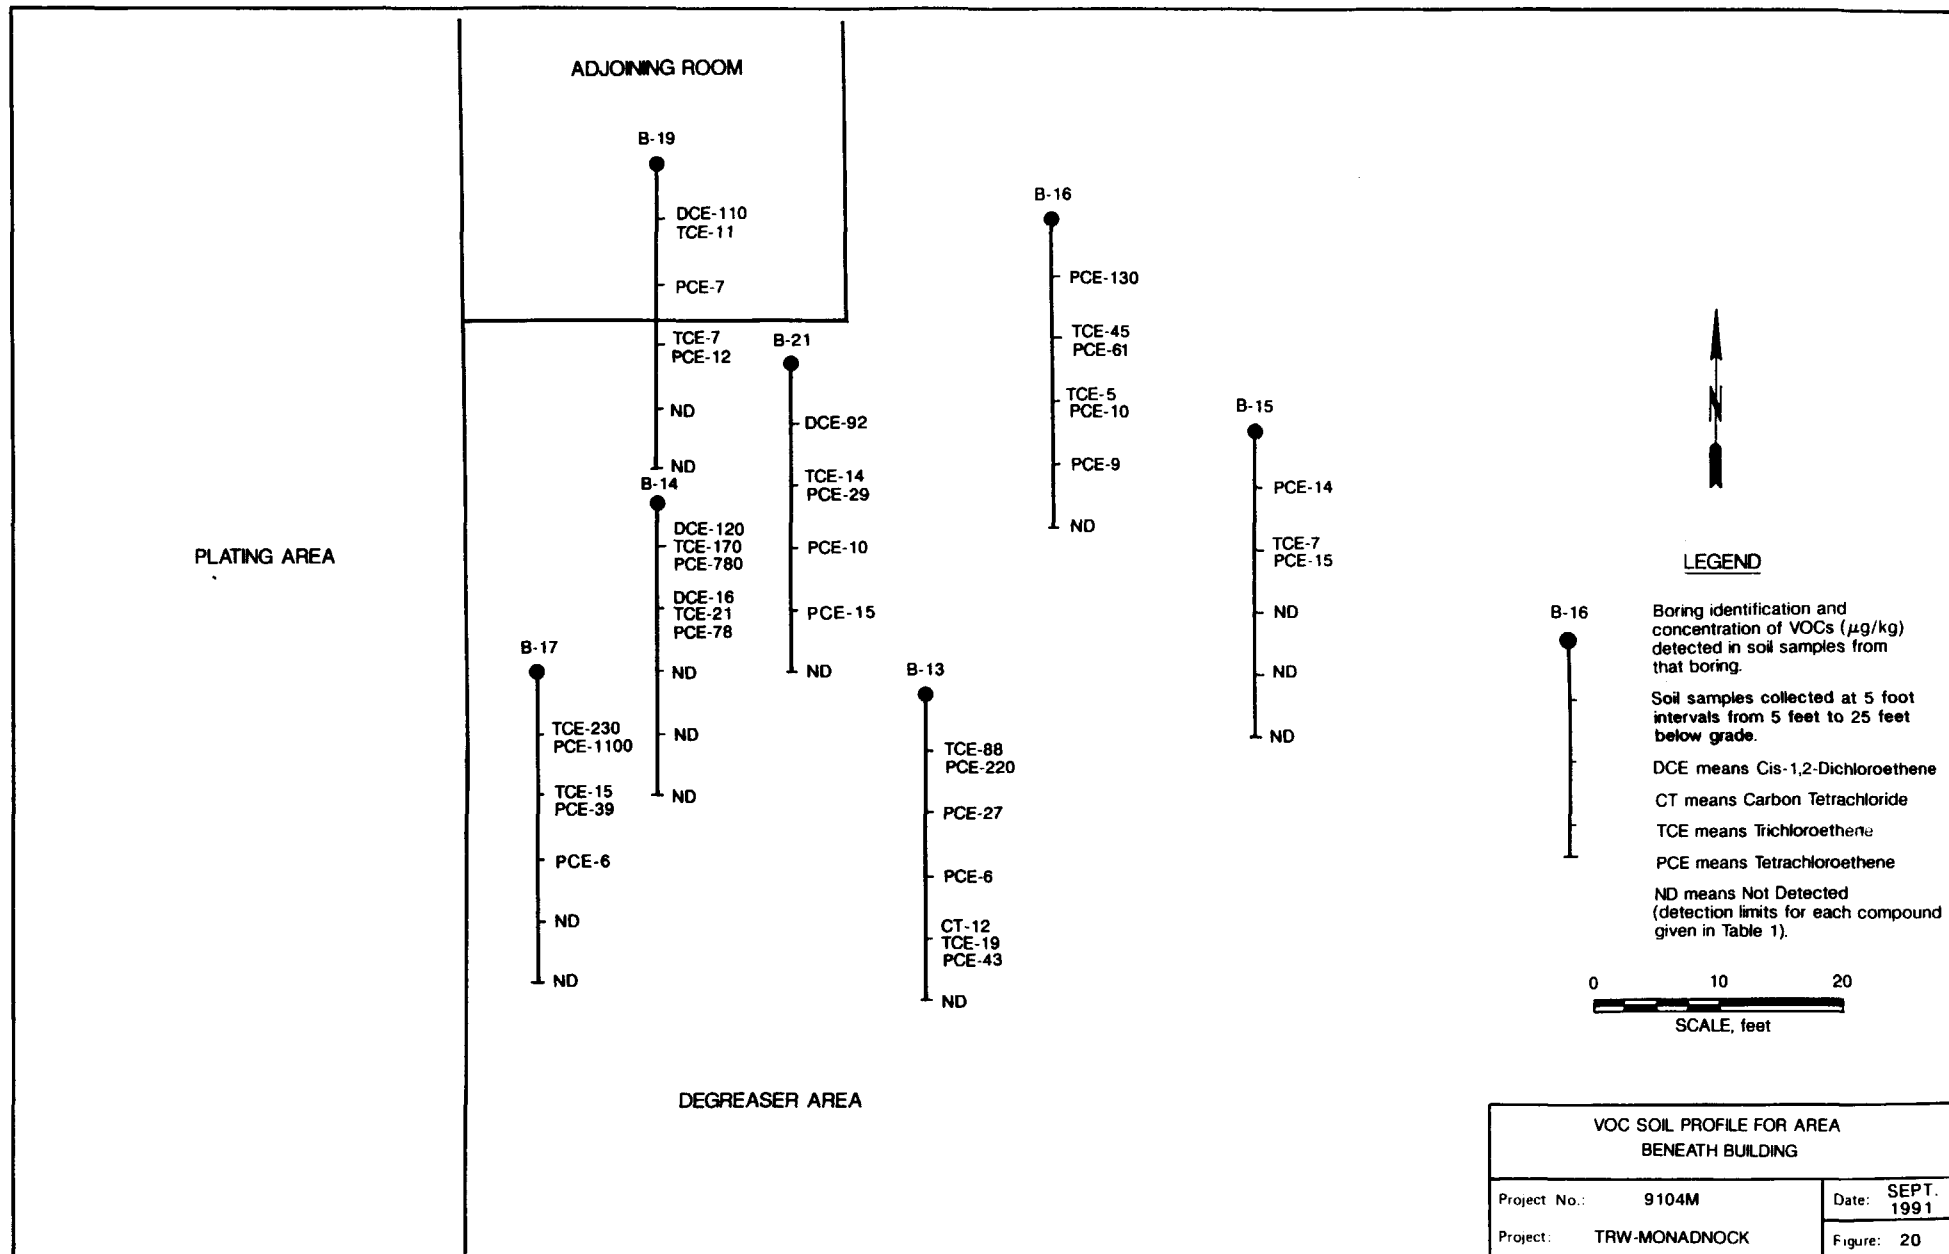 ADJOINING ROOM
B-19
DCE-110
TCE-11
PCE-7
TCE-7
PCE-12
ND
ND
B-21
DCE-92
TCE-14
PCE-29
PCE-10
PCE-15
ND
B-14
DCE-120
TCE-170
PCE-780
DCE-16
TCE-21
PCE-78
ND
ND
ND
B-17
TCE-230
PCE-1100
TCE-15
PCE-39
PCE-6
ND
ND
B-13
TCE-88
PCE-220
PCE-27
PCE-6
CT-12
TCE-19
PCE-43
ND
B-16
PCE-130
TCE-45
PCE-61
TCE-5
PCE-10
PCE-9
ND
B-15
PCE-14
TCE-7
PCE-15
ND
ND
ND
PLATING AREA
DEGREASER AREA
N
LEGEND
B-16
Boring identification and
concentration of VOCs (µg/kg)
detected in soil samples from
that boring.
Soil samples collected at 5 foot
intervals from 5 feet to 25 feet
below grade.
DCE means Cis-1,2-Dichloroethene
CT means Carbon Tetrachloride
TCE means Trichloroethene
PCE means Tetrachloroethene
ND means Not Detected
(detection limits for each compound
given in Table 1).
0 10 20
SCALE, feet
VOC SOIL PROFILE FOR AREA
BENEATH BUILDING
Project No.: 9104M
Date: SEPT. 1991
Project: TRW-MONADNOCK
Figure: 20